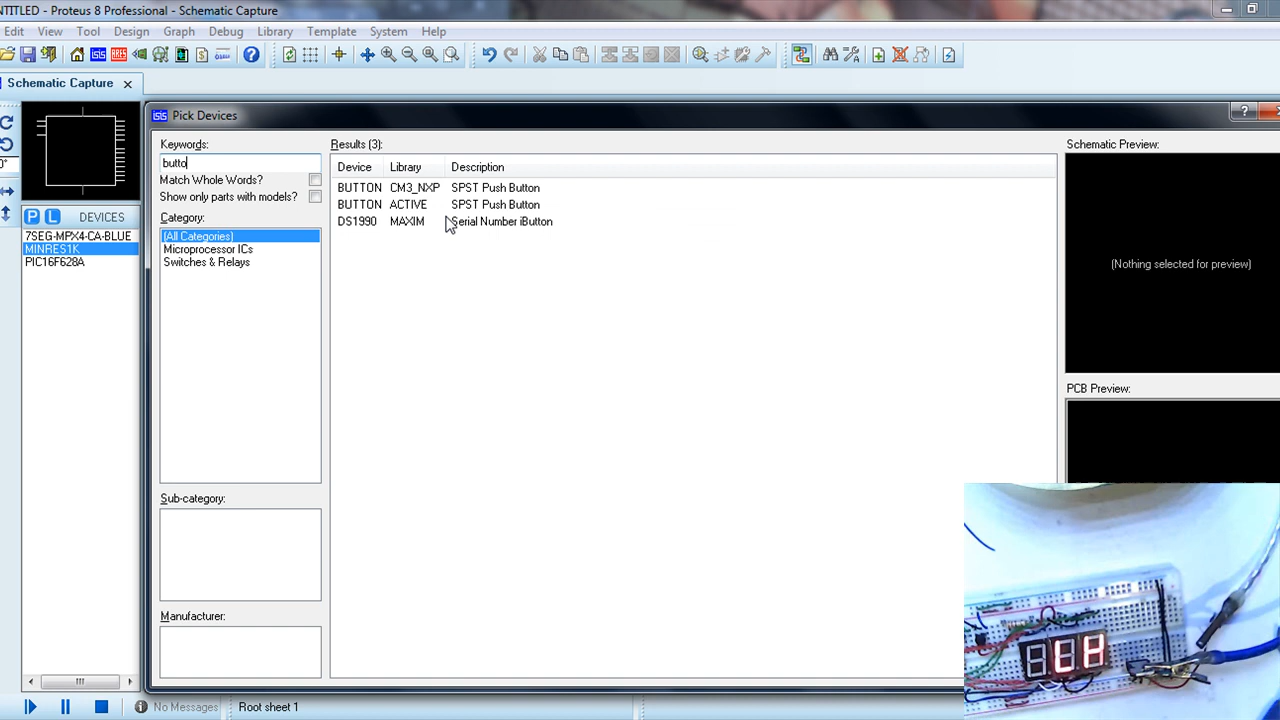 NTITLED - Proteus 8 Professional - Schematic Capture
Edit View Tool Design Graph Debug Library Template System Help
Schematic Capture
Pick Devices
Keywords:
butto
Match Whole Words?
Show only parts with models?
Category:
(All Categories)
Microprocessor ICs
Switches & Relays
Sub-category:
Manufacturer:
Results (3):
Device Library Description
BUTTON CM3_NXP SPST Push Button
BUTTON ACTIVE SPST Push Button
DS1990 MAXIM Serial Number iButton
Schematic Preview:
(Nothing selected for preview)
PCB Preview:
P L DEVICES
7SEG-MPX4-CA-BLUE
MINRES1K
PIC16F628A
No Messages
Root sheet 1